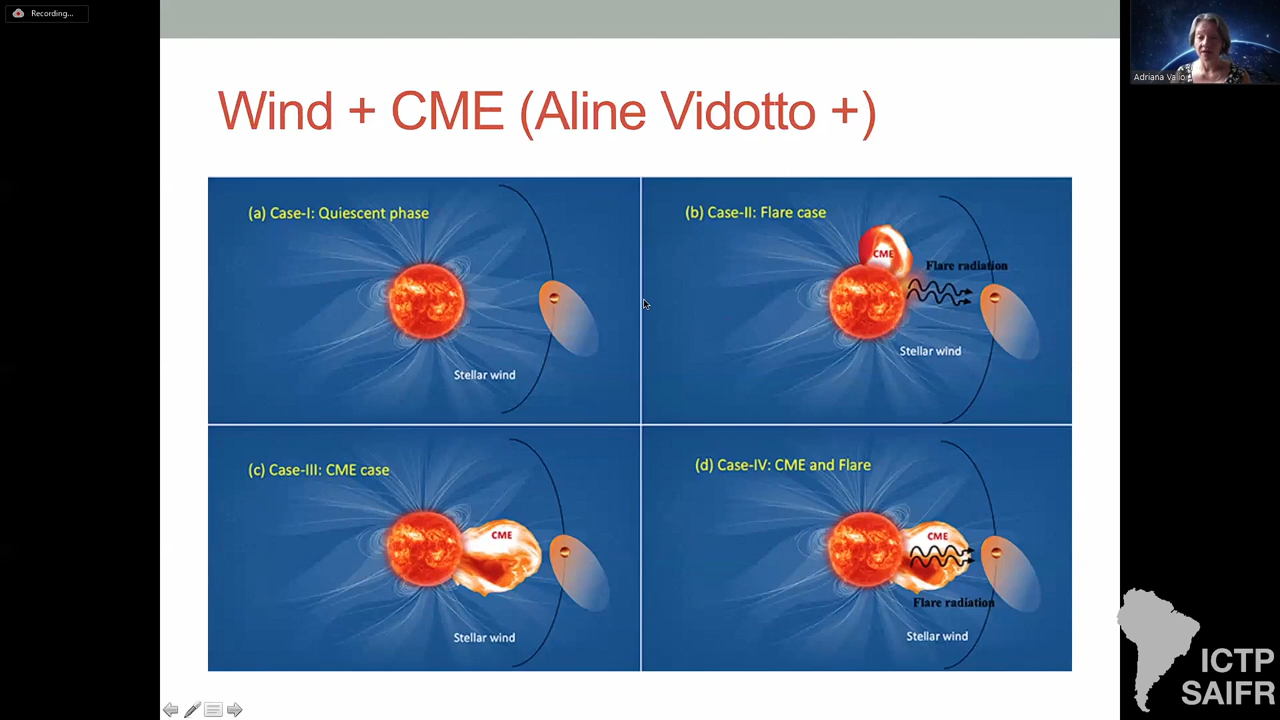 Recording...
Adriana Valio
Wind + CME (Aline Vidotto +)
(a) Case-I: Quiescent phase
Stellar wind
(b) Case-II: Flare case
CME
Flare radiation
Stellar wind
(c) Case-III: CME case
CME
Stellar wind
(d) Case-IV: CME and Flare
CME
Flare radiation
Stellar wind
ICTP
SAIFR